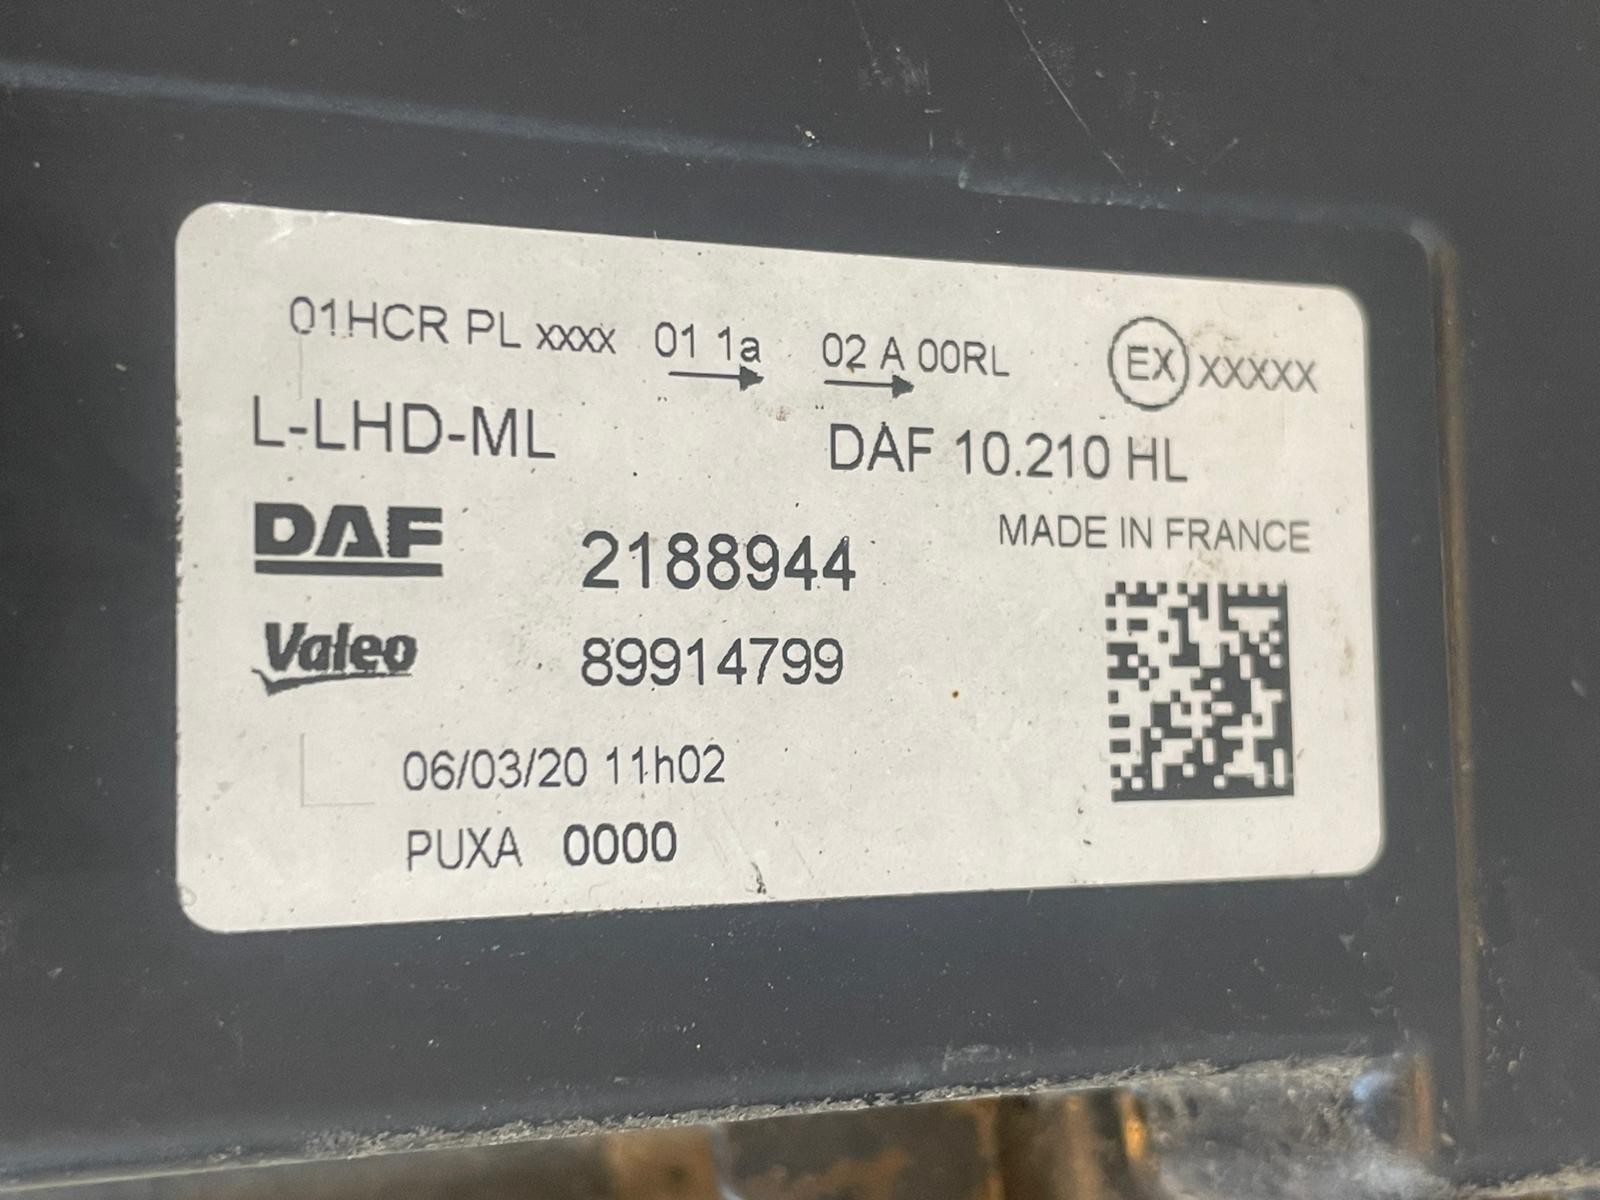 01HCR PL xxxx 01 1a 02 A 00RL EX XXXXX
L-LHD-ML DAF 10.210 HL
DAF 2188944 MADE IN FRANCE
Valeo 89914799
06/03/20 11h02
PUXA 0000